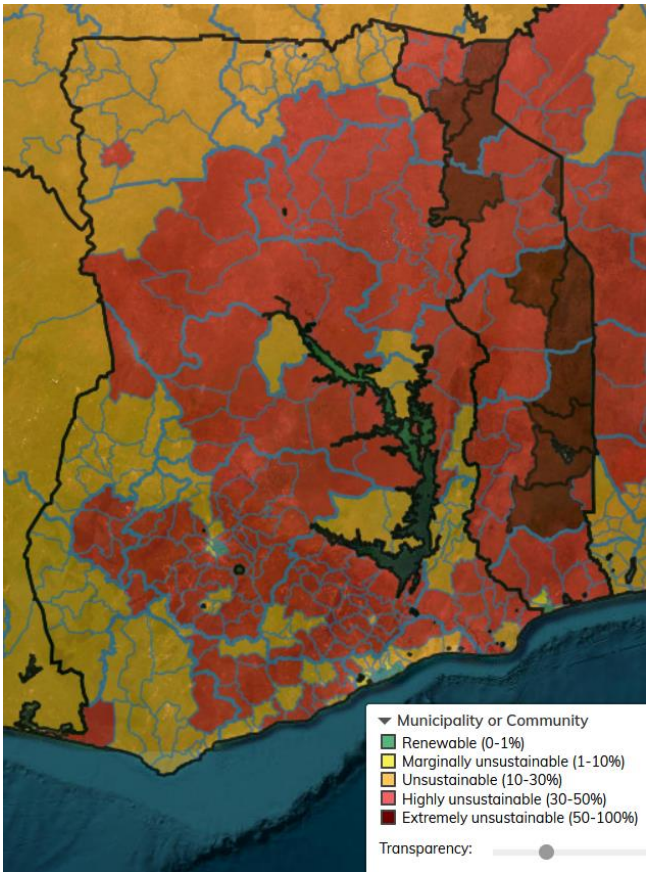 Municipality or Community
Renewable (0-1%)
Marginally unsustainable (1-10%)
Unsustainable (10-30%)
Highly unsustainable (30-50%)
Extremely unsustainable (50-100%)
Transparency: